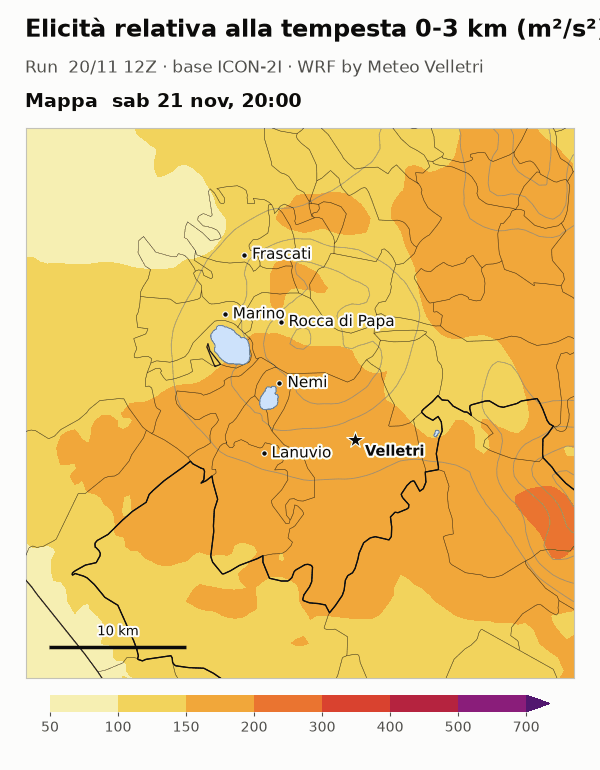 Elicità relativa alla tempesta 0-3 km (m²/s²)
Run 20/11 12Z · base ICON-2I · WRF by Meteo Velletri
Mappa sab 21 nov, 20:00
Frascati
Marino
Rocca di Papa
Nemi
Velletri
Lanuvio
10 km
50 100 150 200 300 400 500 700